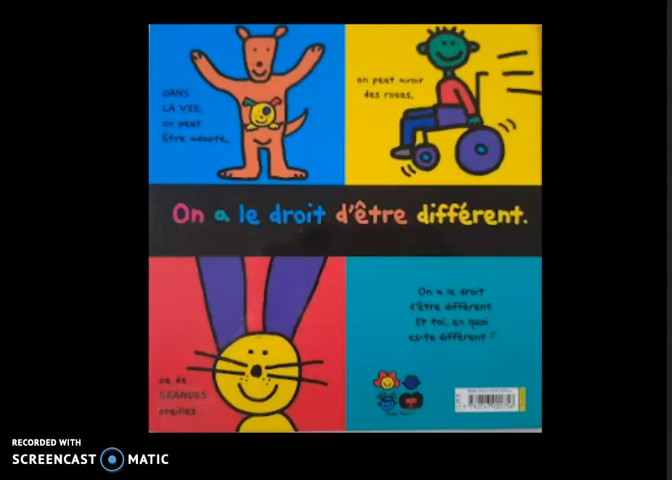 DANS
LA VIE,
on peut
être adopté,
on peut avoir
des roues,
On a le droit d'être différent.
ou de
GRANDES
oreilles.
On a le droit
d'être différent.
Et toi, en quoi
es-tu différent ?
RECORDED WITH
SCREENCAST MATIC